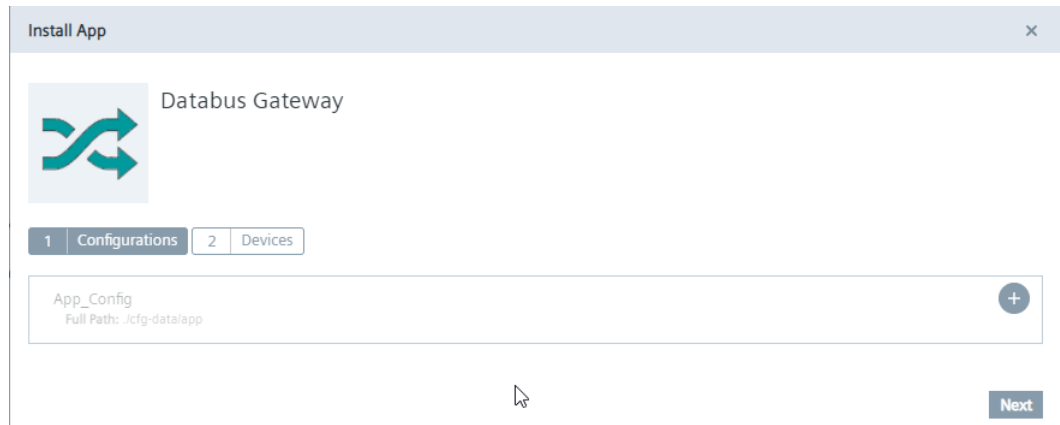 Install App
×
Databus Gateway
1 Configurations 2 Devices
App_Config
Full Path: ./cfg-data/app
+
Next